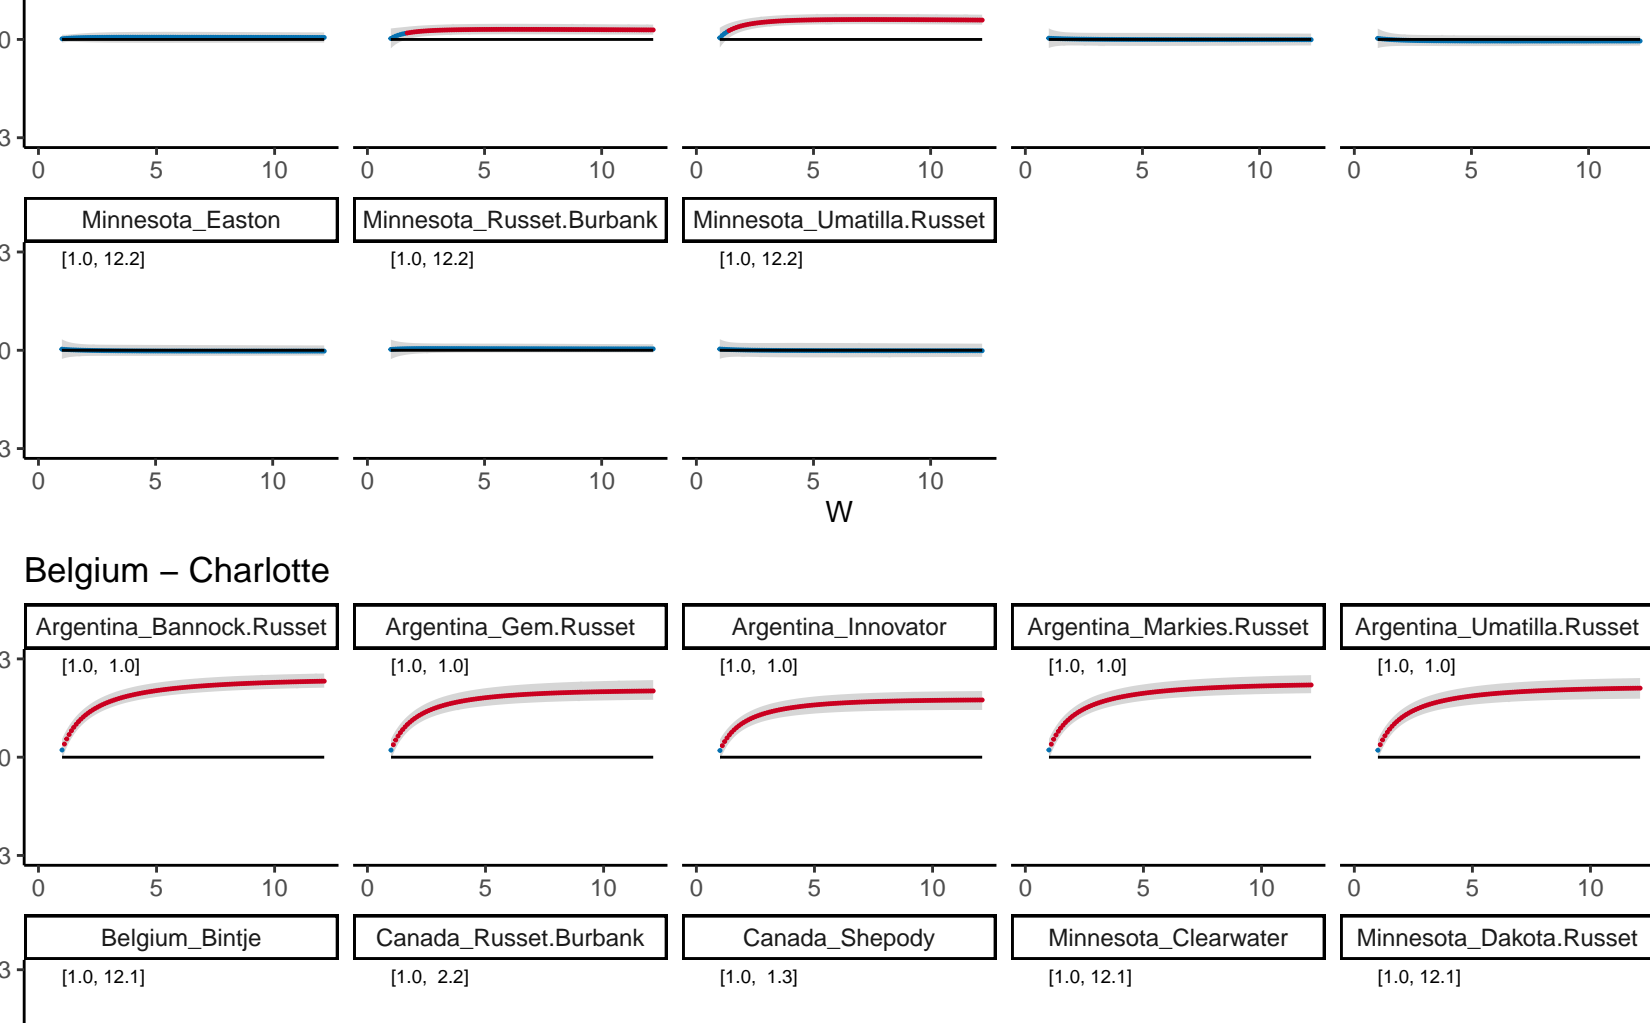 0
3
0 5 10 0 5 10 0 5 10 0 5 10 0 5 10
Minnesota_Easton Minnesota_Russet.Burbank Minnesota_Umatilla.Russet
3
[1.0, 12.2] [1.0, 12.2] [1.0, 12.2]
0
3
0 5 10 0 5 10 0 5 10
W
Belgium – Charlotte
Argentina_Bannock.Russet Argentina_Gem.Russet Argentina_Innovator Argentina_Markies.Russet Argentina_Umatilla.Russet
3
[1.0, 1.0] [1.0, 1.0] [1.0, 1.0] [1.0, 1.0] [1.0, 1.0]
0
3
0 5 10 0 5 10 0 5 10 0 5 10 0 5 10
Belgium_Bintje Canada_Russet.Burbank Canada_Shepody Minnesota_Clearwater Minnesota_Dakota.Russet
3
[1.0, 12.1] [1.0, 2.2] [1.0, 1.3] [1.0, 12.1] [1.0, 12.1]